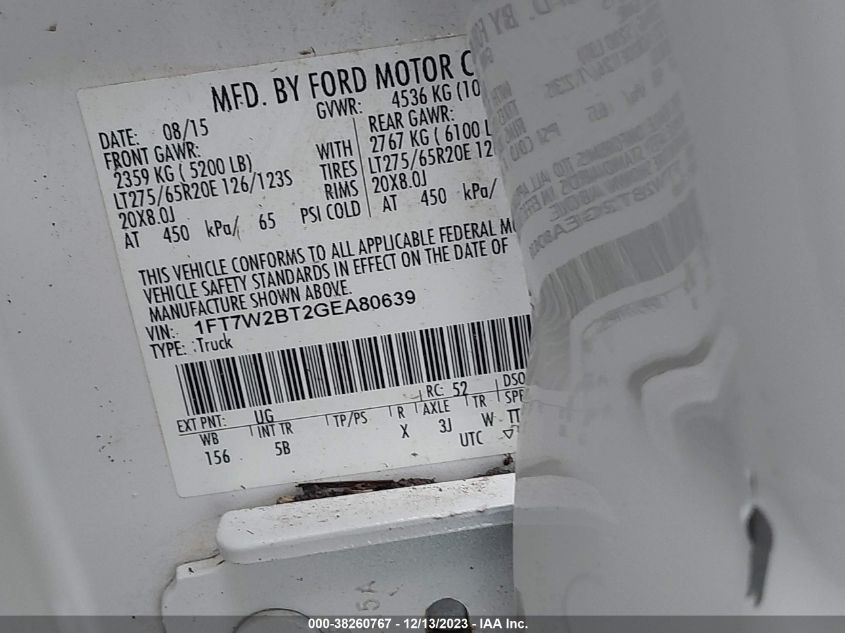 MFD. BY FORD MOTOR C
DATE: 08/15
GVWR: 4536 KG (10
FRONT GAWR:
REAR GAWR:
2359 KG ( 5200 LB) WITH 2767 KG ( 6100 L
LT275/65R20E 126/123S TIRES LT275/65R20E 12
20X8.0J RIMS 20X8.0J
AT 450 kPa/ 65 PSI COLD AT 450 kPa/
THIS VEHICLE CONFORMS TO ALL APPLICABLE FEDERAL MO
VEHICLE SAFETY STANDARDS IN EFFECT ON THE DATE OF
MANUFACTURE SHOWN ABOVE.
VIN: 1FT7W2BT2GEA80639
TYPE: Truck
EXT PNT: UG RC: 52 DSO
WB INT TR TP/PS R AXLE TR SPR
156 5B X 3J W TT
UTC
5A
000-38260767 - 12/13/2023 - IAA Inc.